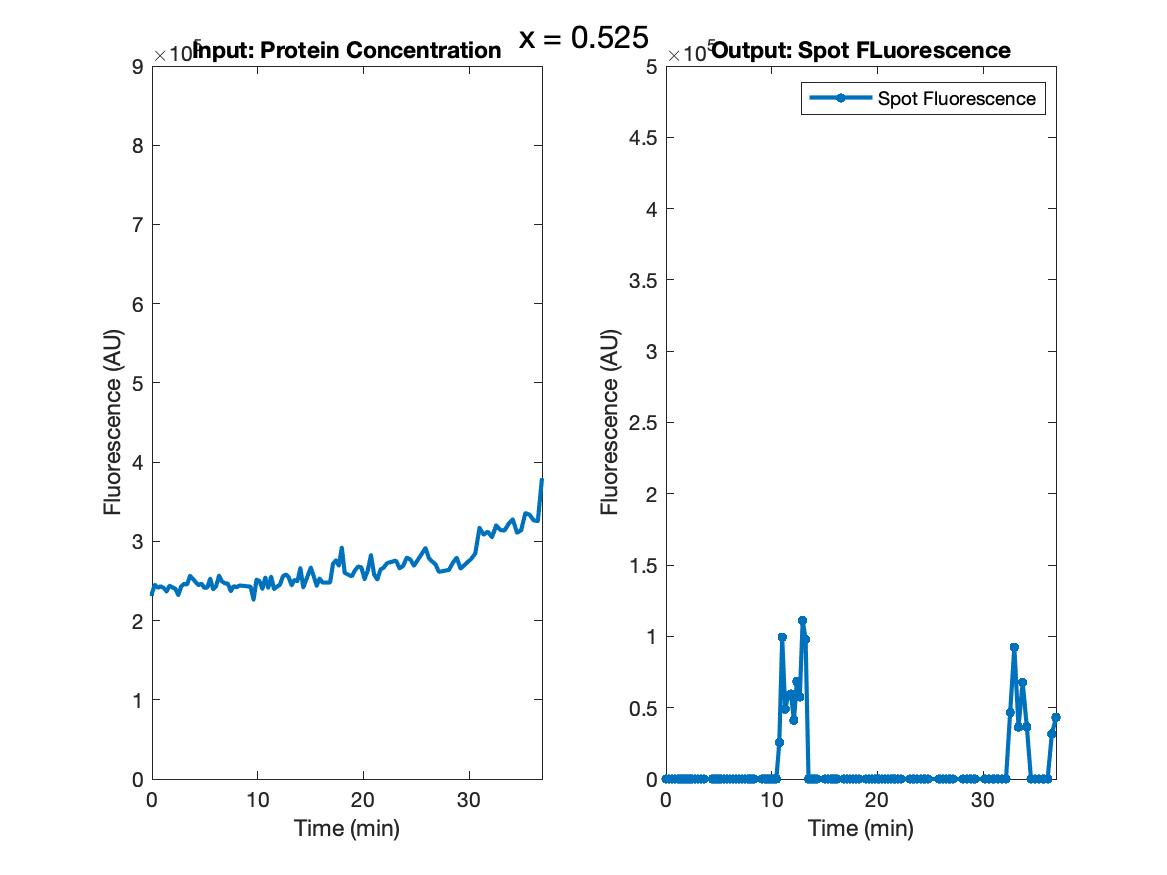 x = 0.525
×10⁵
Input: Protein Concentration
9
8
7
6
5
4
3
2
1
0
Fluorescence (AU)
0 10 20 30
Time (min)
×10⁵
Output: Spot FLuorescence
Spot Fluorescence
5
4.5
4
3.5
3
2.5
2
1.5
1
0.5
0
Fluorescence (AU)
0 10 20 30
Time (min)